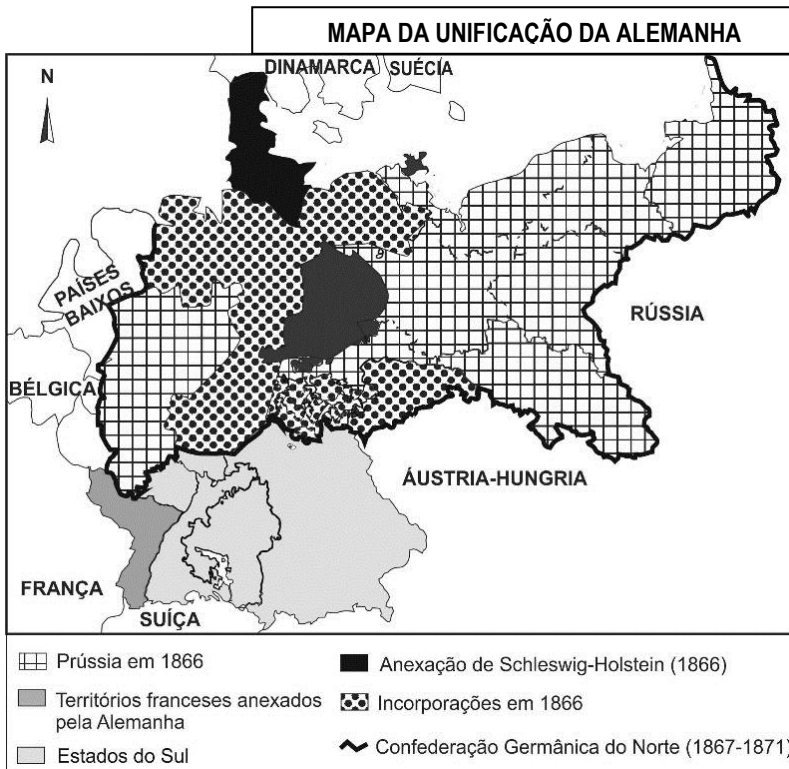 MAPA DA UNIFICAÇÃO DA ALEMANHA
N
DINAMARCA
SUÉCIA
PAÍSES
BAIXOS
RÚSSIA
BÉLGICA
ÁUSTRIA-HUNGRIA
FRANÇA
SUÍÇA
Prússia em 1866
Territórios franceses anexados
pela Alemanha
Estados do Sul
Anexação de Schleswig-Holstein (1866)
Incorporações em 1866
Confederação Germânica do Norte (1867-1871)